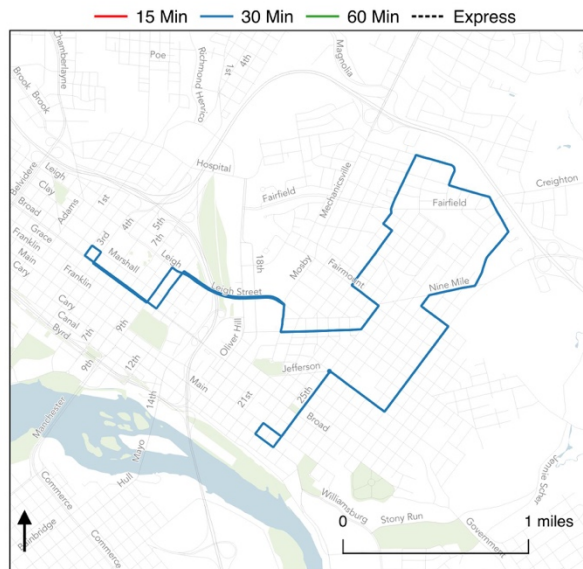 15 Min 30 Min 60 Min Express
Chamberlayne
Poe
Richmond Henrico
1st
4th
Magnolia
Brook
Brook
Hospital
Mechanicsville
Creighton
Belvidere
Leigh
Clay
Adams
1st
4th
5th
7th
Fairfield
Fairfield
Broad
Grace
3rd
Marshall
Leigh
18th
Mosby
Fairmount
Franklin
Main
Cary
Franklin
Leigh Street
Nine Mile
Cary
Canal
Byrd
7th
9th
9th
12th
Oliver Hill
Jefferson
Main
21st
25th
Broad
14th
Manchester
Mayo
Hull
Commerce
Williamsburg
Jennie Scher
Stony Run
Government
Bainbridge
Commerce
0 1 miles